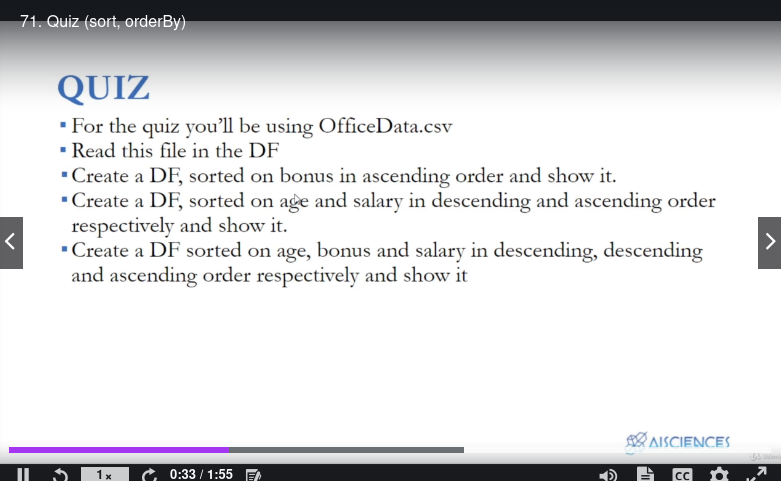 71. Quiz (sort, orderBy)
QUIZ
▪ For the quiz you'll be using OfficeData.csv
▪ Read this file in the DF
▪ Create a DF, sorted on bonus in ascending order and show it.
▪ Create a DF, sorted on age and salary in descending and ascending order
respectively and show it.
▪ Create a DF sorted on age, bonus and salary in descending, descending
and ascending order respectively and show it
AISCIENCES
1x
0:33 / 1:55
CC